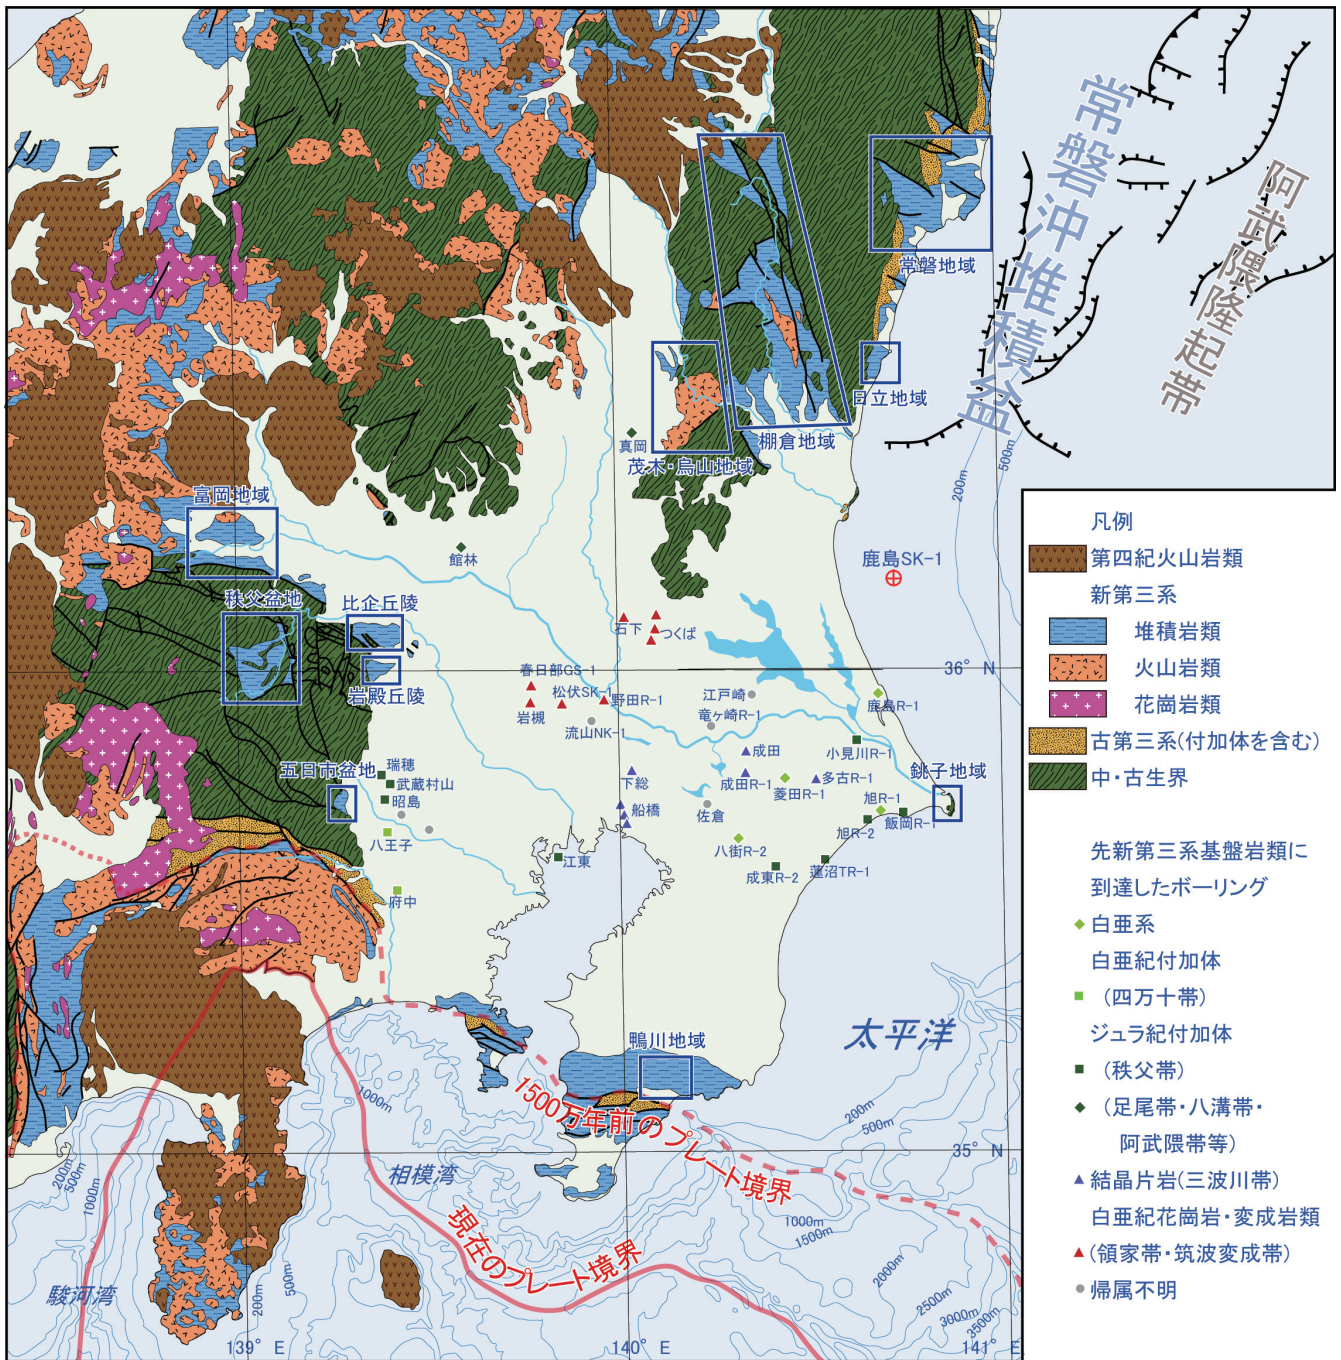 常磐沖堆積盆
阿武隈隆起帯
常磐地域
日立地域
棚倉地域
真岡
茂木・烏山地域
200m
500m
富岡地域
館林
鹿島SK-1
秩父盆地
比企丘陵
石下
つくば
36° N
岩殿丘陵
春日部GS-1
松伏SK-1
野田R-1
岩槻
流山NK-1
江戸崎
竜ヶ崎R-1
鹿島R-1
小見川R-1
五日市盆地
瑞穂
武蔵村山
昭島
八王子
府中
下総
船橋
江東
成田
成田R-1
菱田R-1
多古R-1
佐倉
八街R-2
成東R-2
蓮沼TR-1
旭R-1
旭R-2
飯岡R-1
銚子地域
太平洋
鴨川地域
1500万年前のプレート境界
現在のプレート境界
相模湾
駿河湾
1000m
200m
500m
1000m
200m
500m
200m
500m
1000m
1500m
2000m
2500m
3000m
3500m
35° N
139° E
140° E
141° E
凡例
第四紀火山岩類
新第三系
堆積岩類
火山岩類
花崗岩類
古第三系(付加体を含む)
中・古生界
先新第三系基盤岩類に
到達したボーリング
白亜系
白亜紀付加体
(四万十帯)
ジュラ紀付加体
(秩父帯)
(足尾帯・八溝帯・
阿武隈帯等)
結晶片岩(三波川帯)
白亜紀花崗岩・変成岩類
(領家帯・筑波変成帯)
帰属不明